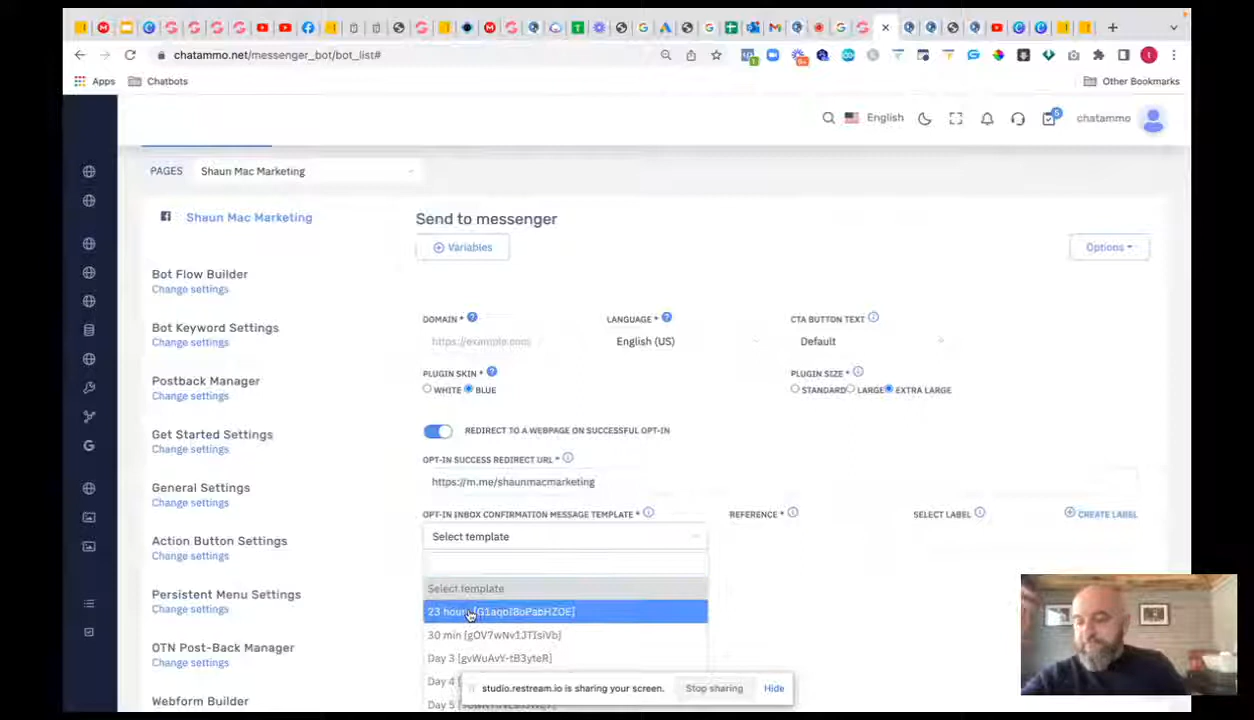 chatammo.net/messenger_bot/bot_list#
Apps
Chatbots
Other Bookmarks
English
5
chatammo
PAGES
Shaun Mac Marketing
Shaun Mac Marketing
Bot Flow Builder
Change settings
Bot Keyword Settings
Change settings
Postback Manager
Change settings
Get Started Settings
Change settings
General Settings
Change settings
Action Button Settings
Change settings
Persistent Menu Settings
Change settings
OTN Post-Back Manager
Change settings
Webform Builder
Send to messenger
Variables
Options
DOMAIN *
LANGUAGE *
CTA BUTTON TEXT
https://example.com
English (US)
Default
PLUGIN SKIN *
PLUGIN SIZE *
WHITE
BLUE
STANDARD
LARGE
EXTRA LARGE
REDIRECT TO A WEBPAGE ON SUCCESSFUL OPT-IN
OPT-IN SUCCESS REDIRECT URL *
https://m.me/shaunmacmarketing
OPT-IN INBOX CONFIRMATION MESSAGE TEMPLATE *
REFERENCE *
SELECT LABEL
CREATE LABEL
Select template
Select template
23
30 min [gOV7wNv1JTIsiVb]
Day 3 [gvWuAvY-tB3yteR]
Day 4
Day 5
studio.restream.io is sharing your screen.
Stop sharing
Hide